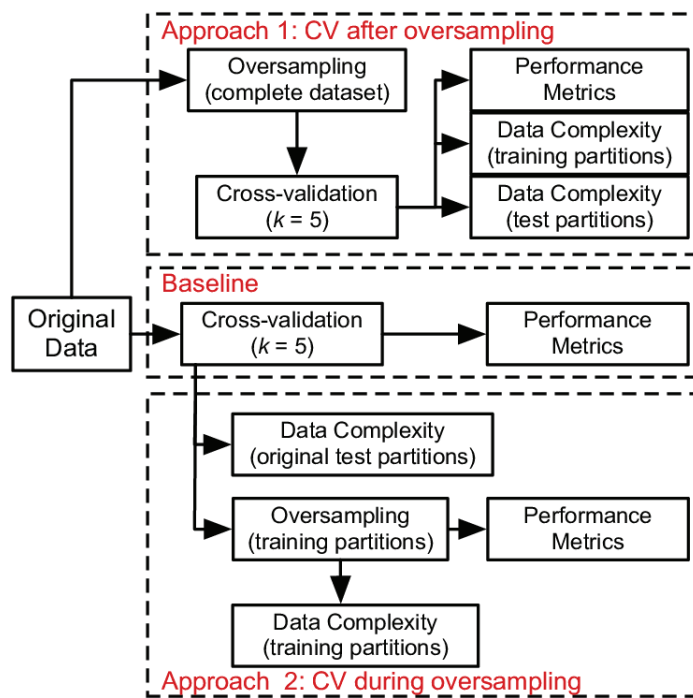 Approach 1: CV after oversampling
Oversampling
(complete dataset)
Performance
Metrics
Data Complexity
(training partitions)
Cross-validation
(k = 5)
Data Complexity
(test partitions)
Baseline
Original
Data
Cross-validation
(k = 5)
Performance
Metrics
Data Complexity
(original test partitions)
Oversampling
(training partitions)
Performance
Metrics
Data Complexity
(training partitions)
Approach 2: CV during oversampling